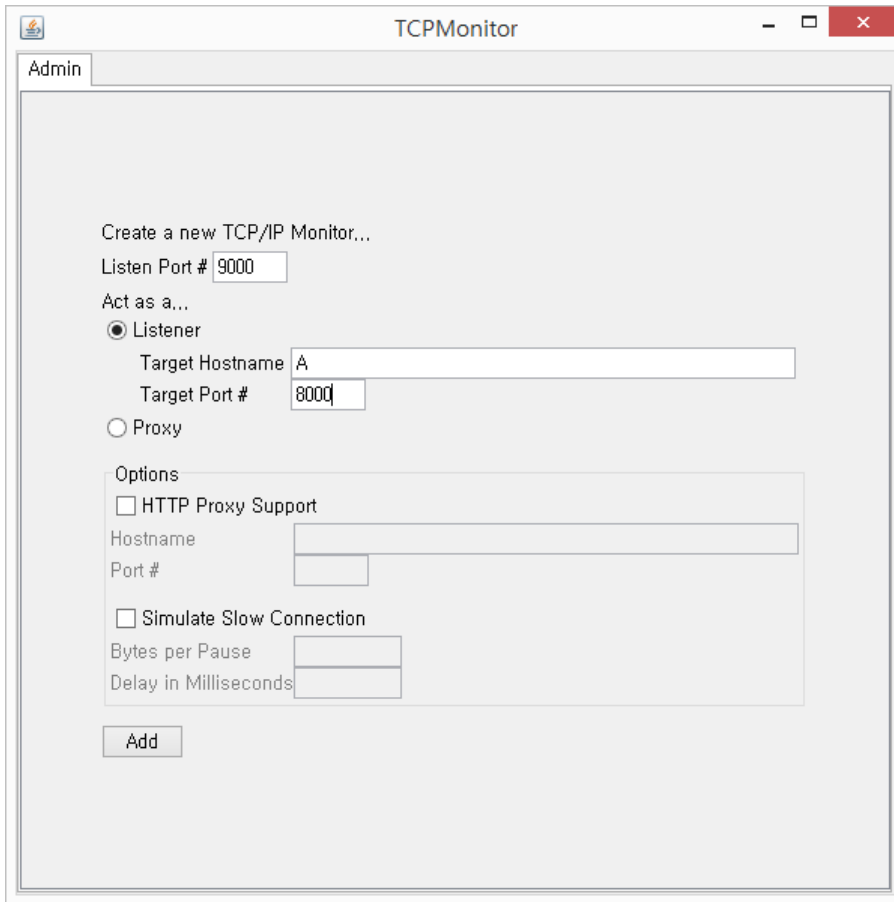 TCPMonitor
Admin
Create a new TCP/IP Monitor...
Listen Port # 9000
Act as a...
Listener
Target Hostname A
Target Port # 8000
Proxy
Options
HTTP Proxy Support
Hostname
Port #
Simulate Slow Connection
Bytes per Pause
Delay in Milliseconds
Add